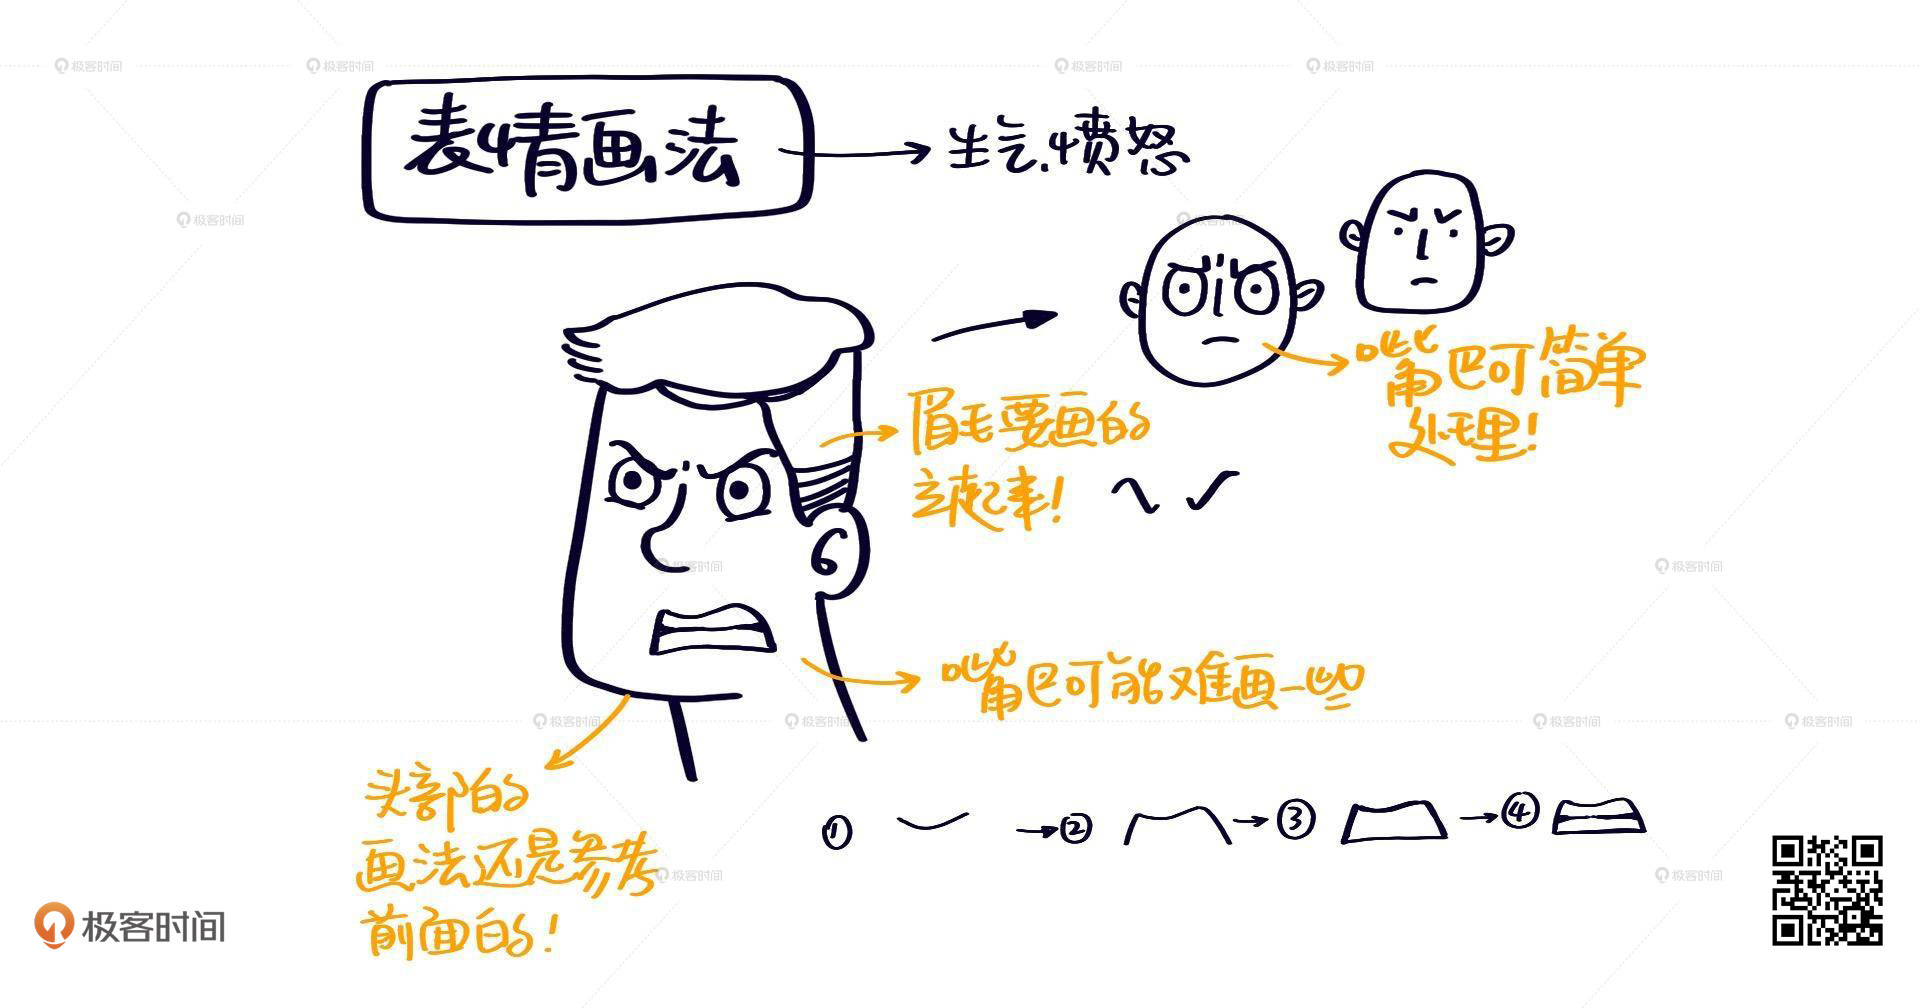 表情画法
生气.愤怒
嘴巴可简单
处理!
眉毛要画的
立起来!
嘴巴可能难画一些
头部的
画法还是参考
前面的!
① ② ③ ④
极客时间